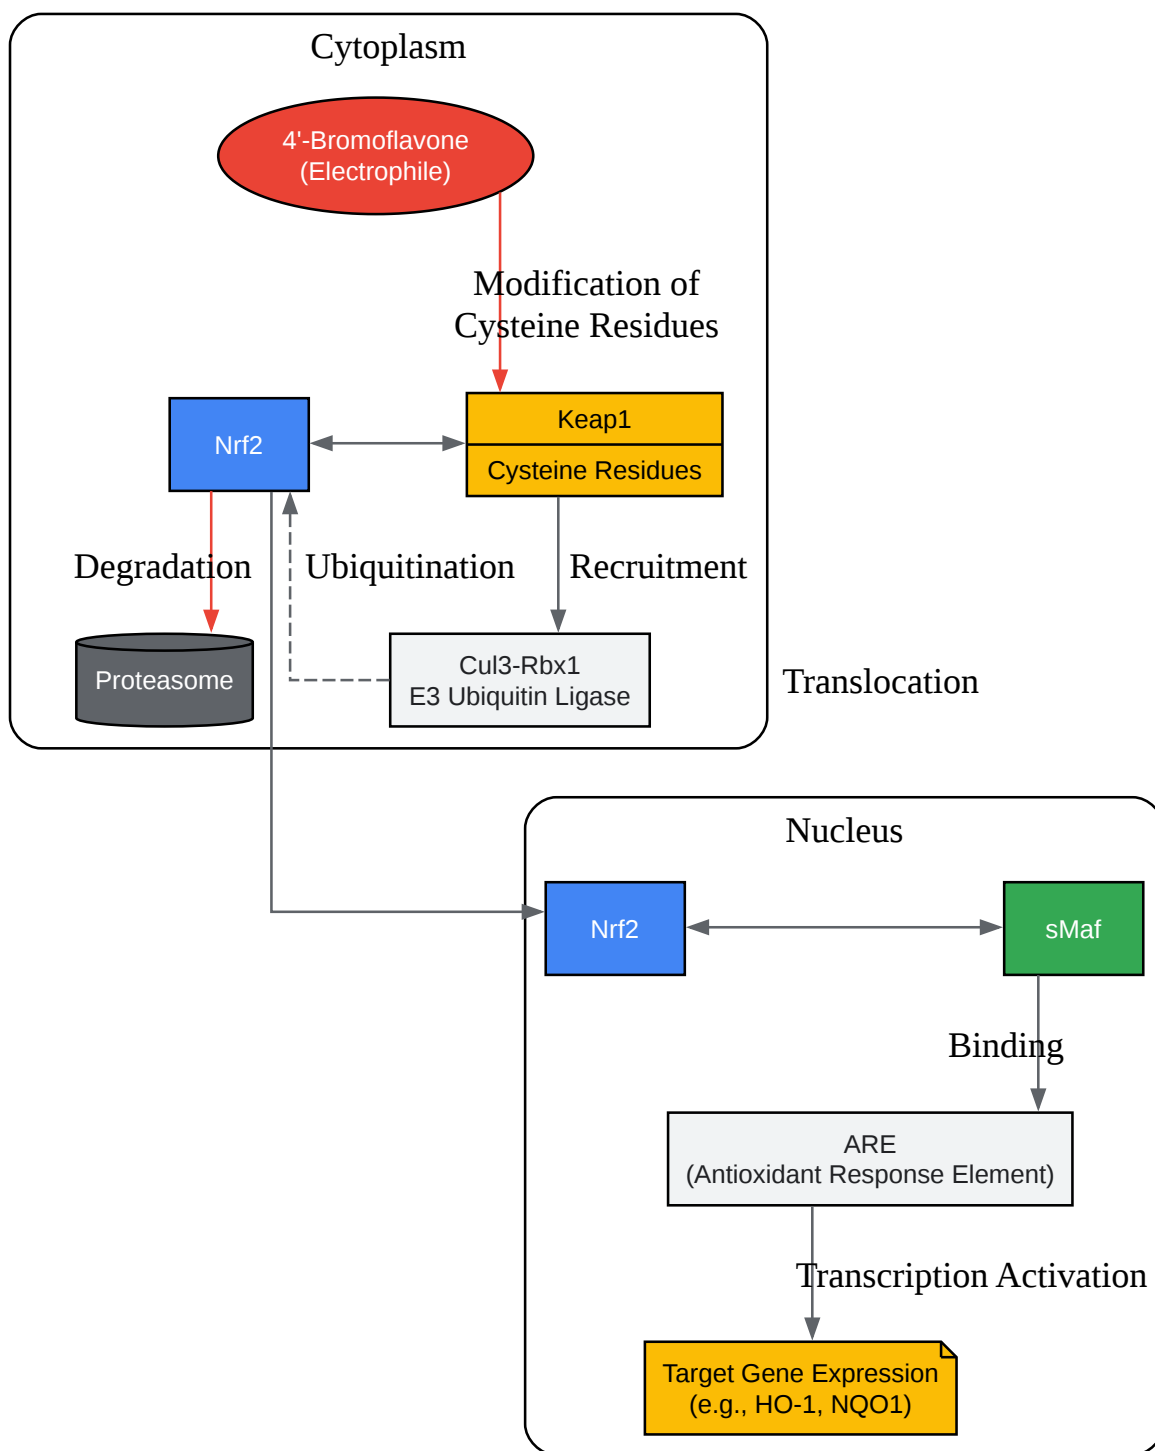 Cytoplasm
4'-Bromoflavone
(Electrophile)
Modification of
Cysteine Residues
Nrf2
Keap1
Cysteine Residues
Degradation
Ubiquitination
Recruitment
Proteasome
Cul3-Rbx1
E3 Ubiquitin Ligase
Translocation
Nucleus
Nrf2
sMaf
Binding
ARE
(Antioxidant Response Element)
Transcription Activation
Target Gene Expression
(e.g., HO-1, NQO1)